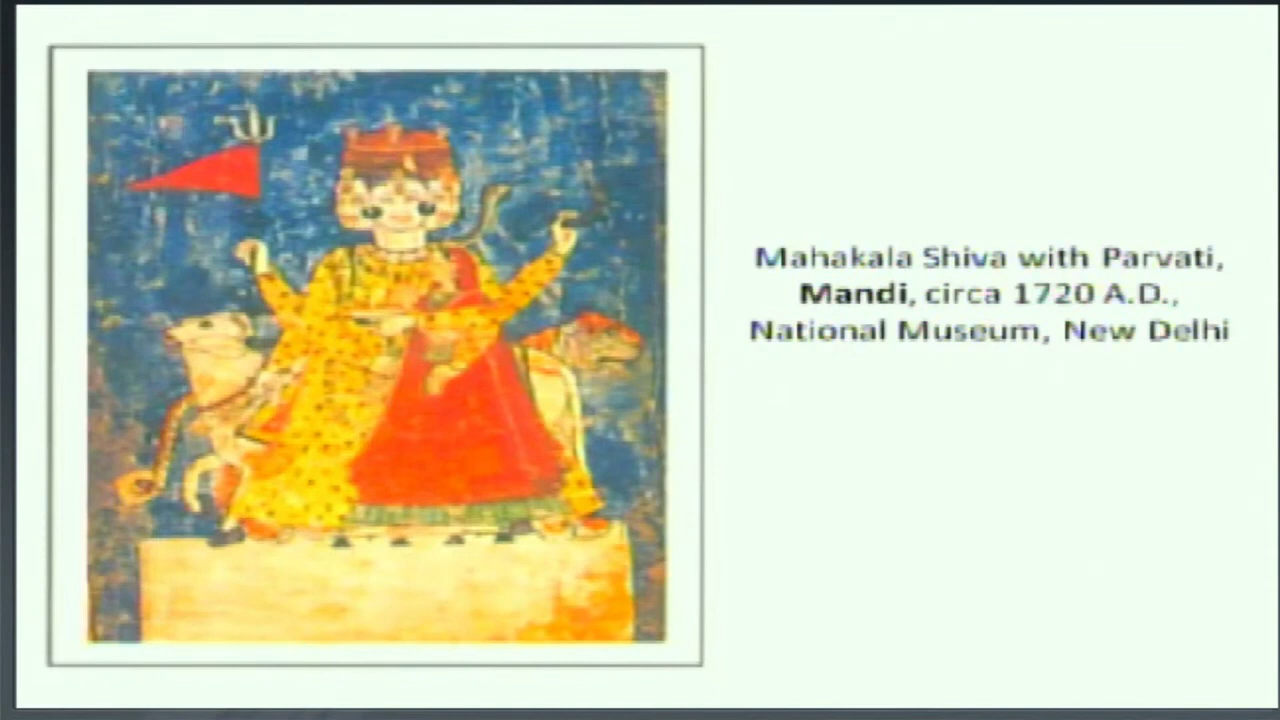 Mahakala Shiva with Parvati,
Mandi, circa 1720 A.D.,
National Museum, New Delhi